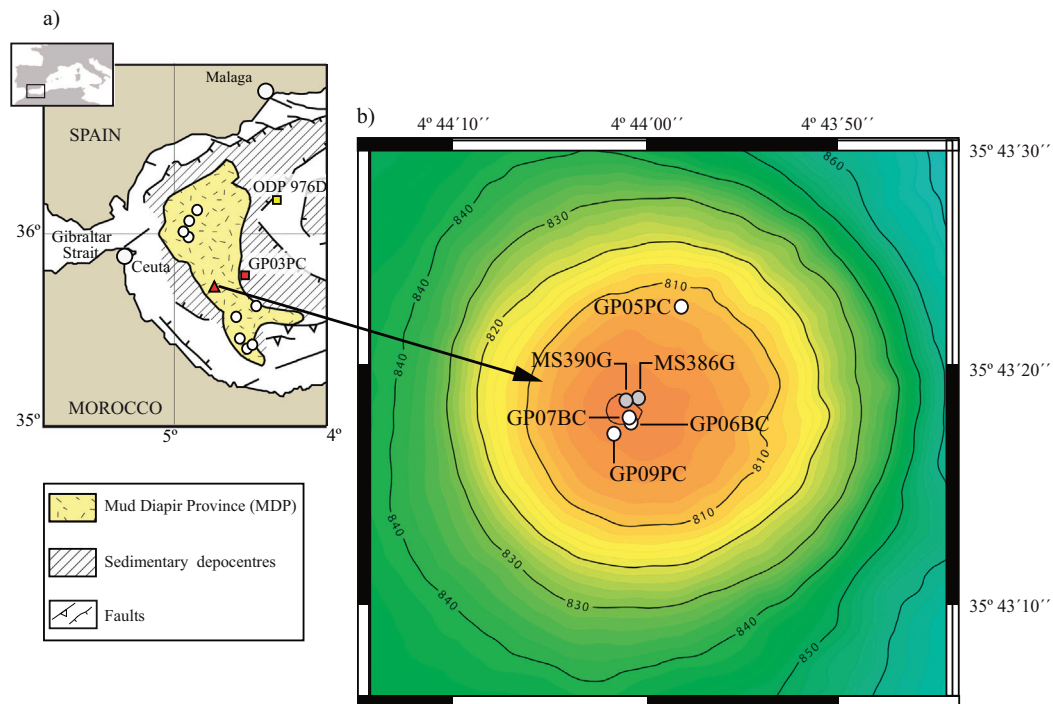 a)
Malaga
SPAIN
ODP 976D
36º
Gibraltar
Strait
Ceuta
GP03PC
MOROCCO
35º
5º
4º
Mud Diapir Province (MDP)
Sedimentary depocentres
Faults
b)
4º 44´10´´
4º 44´00´´
4º 43´50´´
35º 43´30´´
35º 43´20´´
35º 43´10´´
860
840
830
840
810
820
GP05PC
MS390G
MS386G
840
GP07BC
GP06BC
810
GP09PC
810
840
830
830
840
840
850